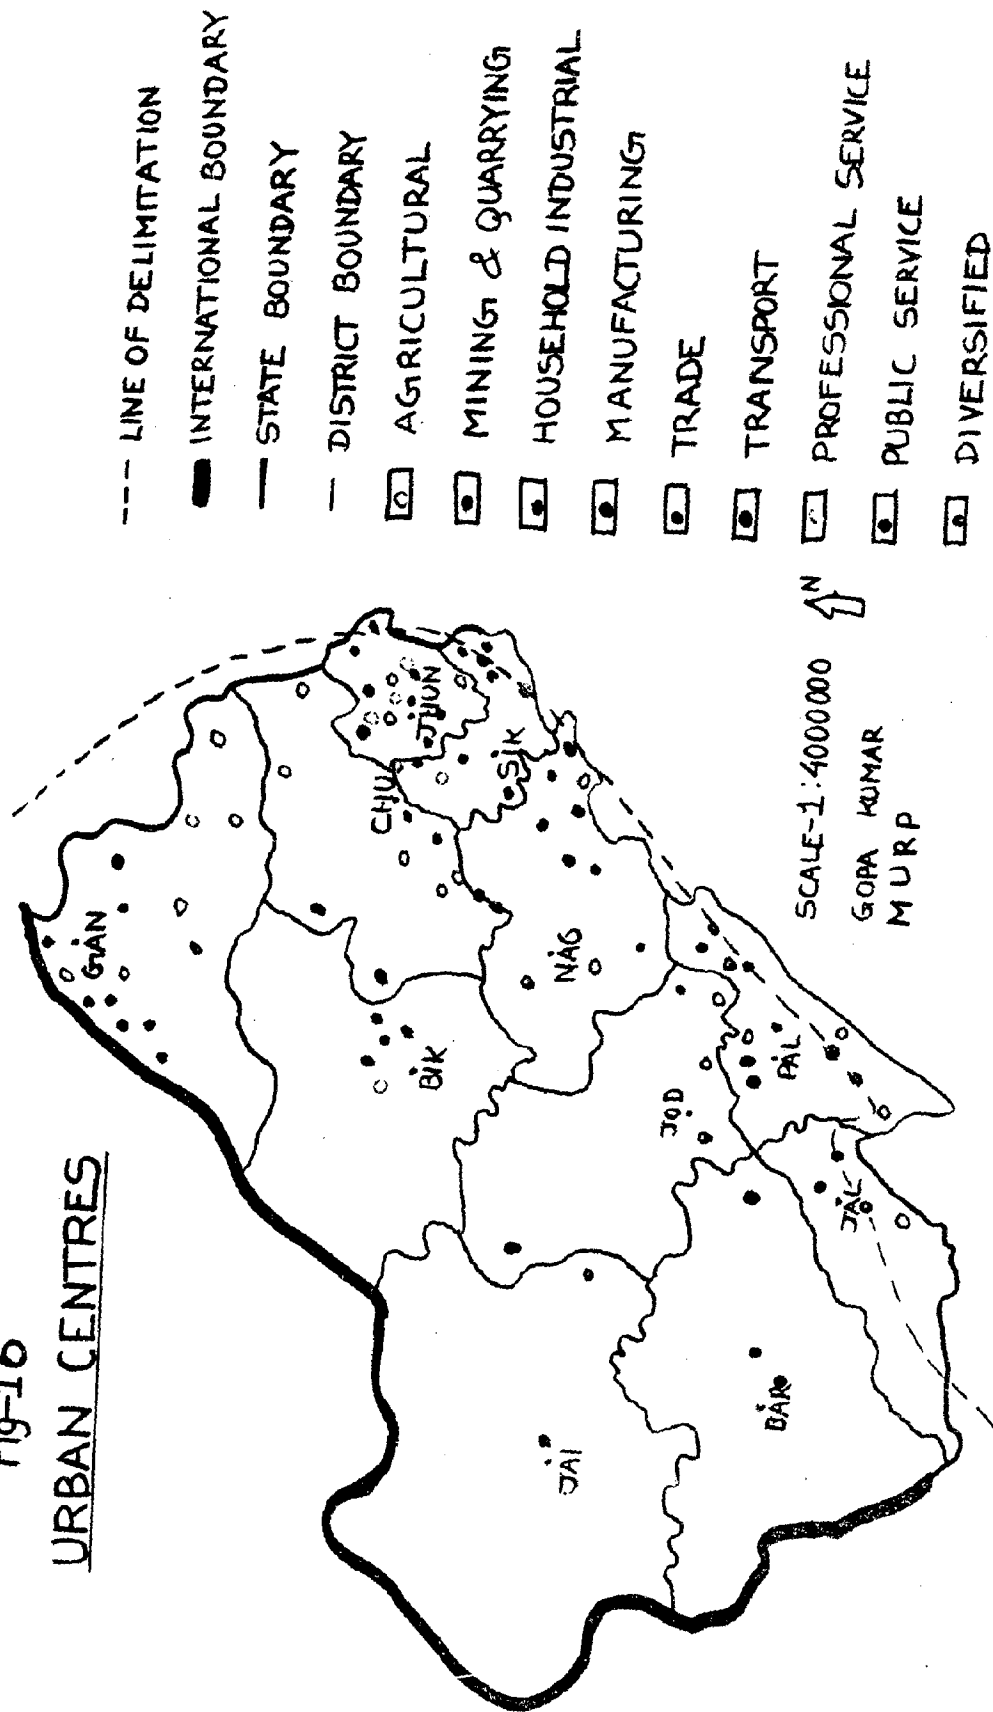 Fig-10
URBAN CENTRES
GAN
CHU
JHUN
SIK
BIK
NAG
JOD
PAL
JAI
BAR
JAL
--- LINE OF DELIMITATION
INTERNATIONAL BOUNDARY
STATE BOUNDARY
DISTRICT BOUNDARY
AGRICULTURAL
MINING & QUARRYING
HOUSEHOLD INDUSTRIAL
MANUFACTURING
TRADE
TRANSPORT
PROFESSIONAL SERVICE
PUBLIC SERVICE
DIVERSIFIED
SCALE-1:4000000
N
GOPA KUMAR
MURP